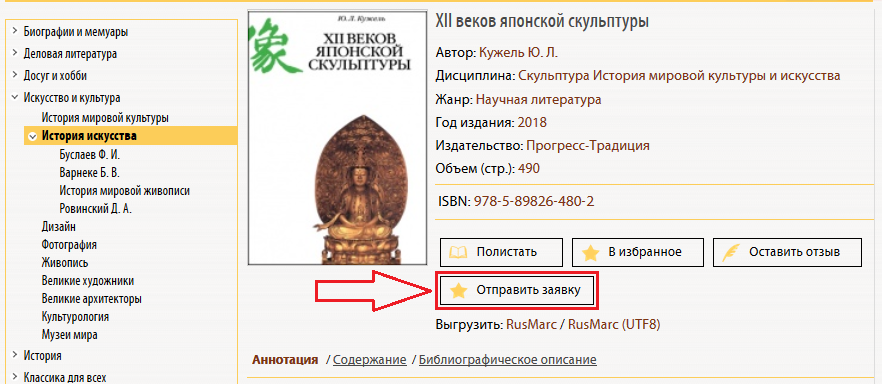 Биографии и мемуары
Деловая литература
Досуг и хобби
Искусство и культура
История мировой культуры
История искусства
Буслаев Ф. И.
Варнеке Б. В.
История мировой живописи
Ровинский Д. А.
Дизайн
Фотография
Живопись
Великие художники
Великие архитекторы
Культурология
Музеи мира
История
Классика для всех
Ю. Л. Кужель
像
XII ВЕКОВ
ЯПОНСКОЙ
СКУЛЬПТУРЫ
XII веков японской скульптуры
Автор: Кужель Ю. Л.
Дисциплина: Скульптура История мировой культуры и искусства
Жанр: Научная литература
Год издания: 2018
Издательство: Прогресс-Традиция
Объем (стр.): 490
ISBN: 978-5-89826-480-2
Полистать
В избранное
Оставить отзыв
Отправить заявку
Выгрузить: RusMarc / RusMarc (UTF8)
Аннотация / Содержание / Библиографическое описание